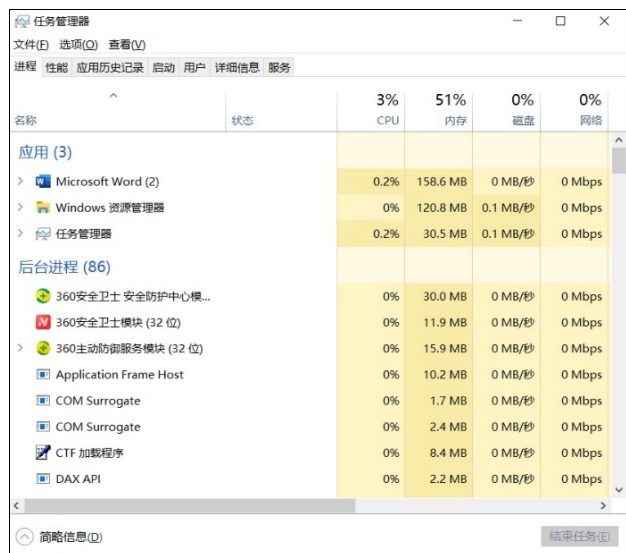 任务管理器
文件(F) 选项(O) 查看(V)
进程 性能 应用历史记录 启动 用户 详细信息 服务
3% 51% 0% 0%
名称 状态 CPU 内存 磁盘 网络
应用 (3)
Microsoft Word (2) 0.2% 158.6 MB 0 MB/秒 0 Mbps
Windows 资源管理器 0% 120.8 MB 0.1 MB/秒 0 Mbps
任务管理器 0.2% 30.5 MB 0.1 MB/秒 0 Mbps
后台进程 (86)
360安全卫士 安全防护中心模... 0% 30.0 MB 0 MB/秒 0 Mbps
360安全卫士模块 (32 位) 0% 11.9 MB 0 MB/秒 0 Mbps
360主动防御服务模块 (32 位) 0% 15.9 MB 0 MB/秒 0 Mbps
Application Frame Host 0% 10.2 MB 0 MB/秒 0 Mbps
COM Surrogate 0% 1.7 MB 0 MB/秒 0 Mbps
COM Surrogate 0% 2.4 MB 0 MB/秒 0 Mbps
CTF 加载程序 0% 8.4 MB 0 MB/秒 0 Mbps
DAX API 0% 2.2 MB 0 MB/秒 0 Mbps
简略信息(D) 结束任务(E)